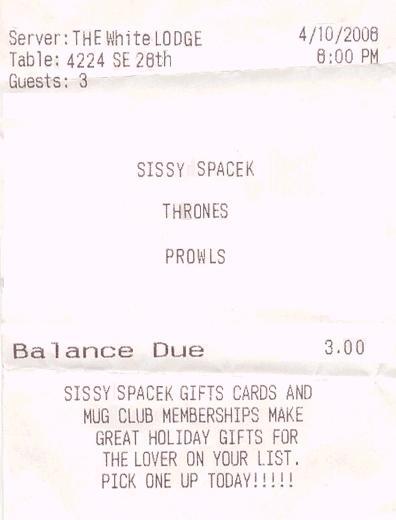 Server: THE White LODGE 4/10/2008
Table: 4224 SE 28th 8:00 PM
Guests: 3
SISSY SPACEK
THRONES
PROWLS
Balance Due 3.00
SISSY SPACEK GIFTS CARDS AND
MUG CLUB MEMBERSHIPS MAKE
GREAT HOLIDAY GIFTS FOR
THE LOVER ON YOUR LIST.
PICK ONE UP TODAY!!!!!